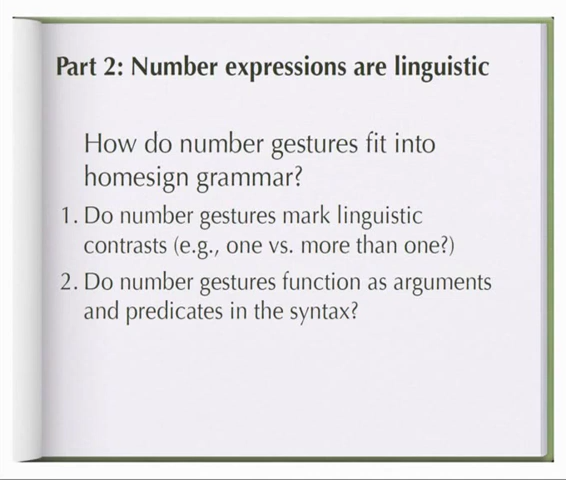 Part 2: Number expressions are linguistic
How do number gestures fit into
homesign grammar?
1. Do number gestures mark linguistic
contrasts (e.g., one vs. more than one?)
2. Do number gestures function as arguments
and predicates in the syntax?